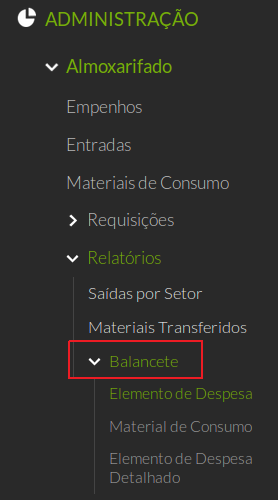 ADMINISTRAÇÃO
Almoxarifado
Empenhos
Entradas
Materiais de Consumo
Requisições
Relatórios
Saídas por Setor
Materiais Transferidos
Balancete
Elemento de Despesa
Material de Consumo
Elemento de Despesa
Detalhado